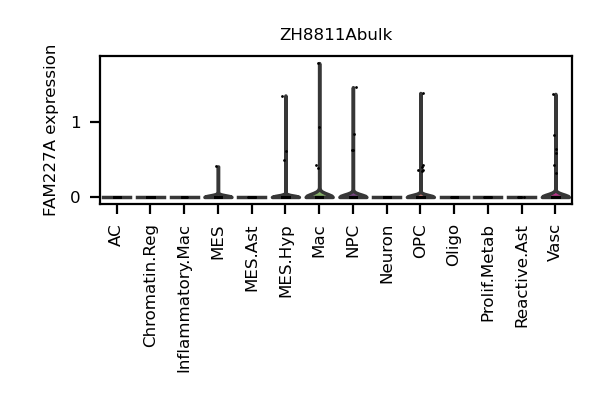 ZH8811Abulk
FAM227A expression
1
0
AC
Chromatin.Reg
Inflammatory.Mac
MES
MES.Ast
MES.Hyp
Mac
NPC
Neuron
OPC
Oligo
Prolif.Metab
Reactive.Ast
Vasc